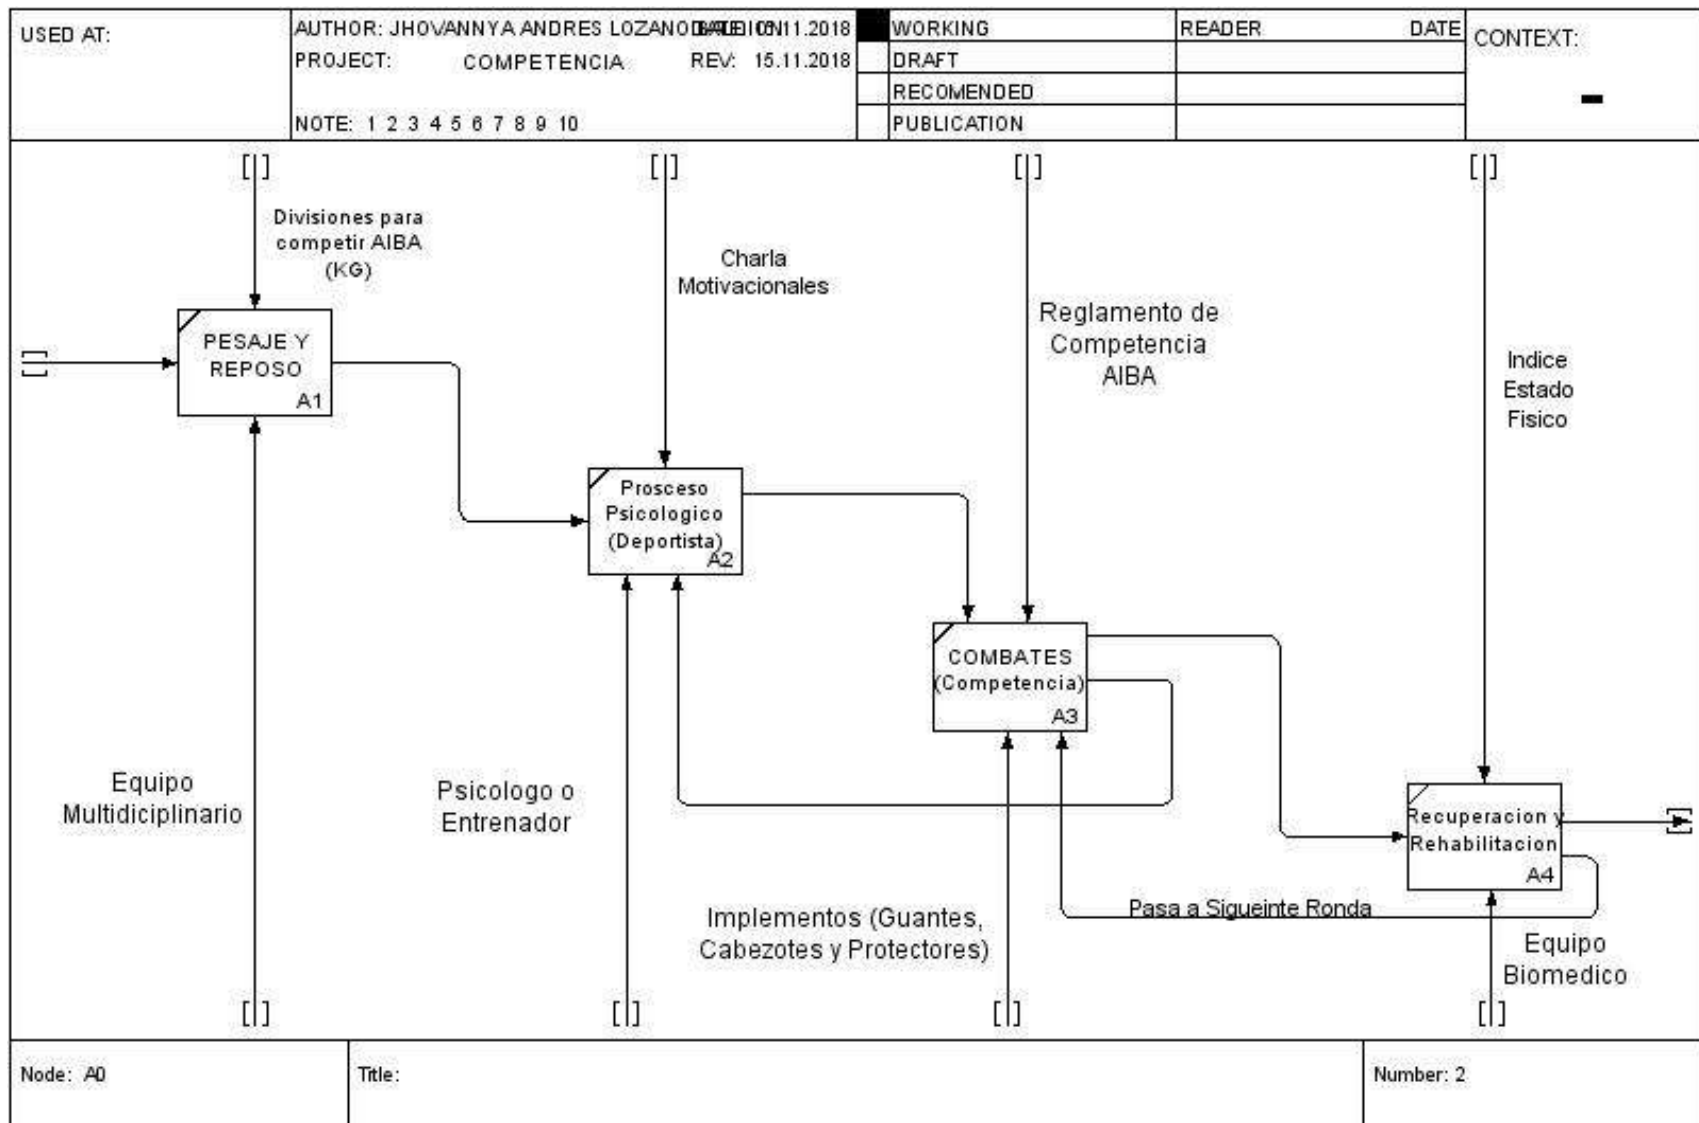 USED AT:
AUTHOR: JHOVANNYA ANDRES LOZANO
11.2018
PROJECT: COMPETENCIA REV: 15.11.2018
NOTE: 1 2 3 4 5 6 7 8 9 10
WORKING
DRAFT
RECOMENDED
PUBLICATION
READER DATE
CONTEXT:
Divisiones para
competir AIBA
(KG)
Charla
Motivacionales
Reglamento de
Competencia
AIBA
Indice
Estado
Fisico
PESAJE Y
REPOSO
A1
Prosceso
Psicologico
(Deportista)
A2
COMBATES
(Competencia)
A3
Recuperacion y
Rehabilitacion
A4
Equipo
Multidiciplinario
Psicologo o
Entrenador
Implementos (Guantes,
Cabezotes y Protectores)
Pasa a Sigueinte Ronda
Equipo
Biomedico
Node: A0
Title:
Number: 2